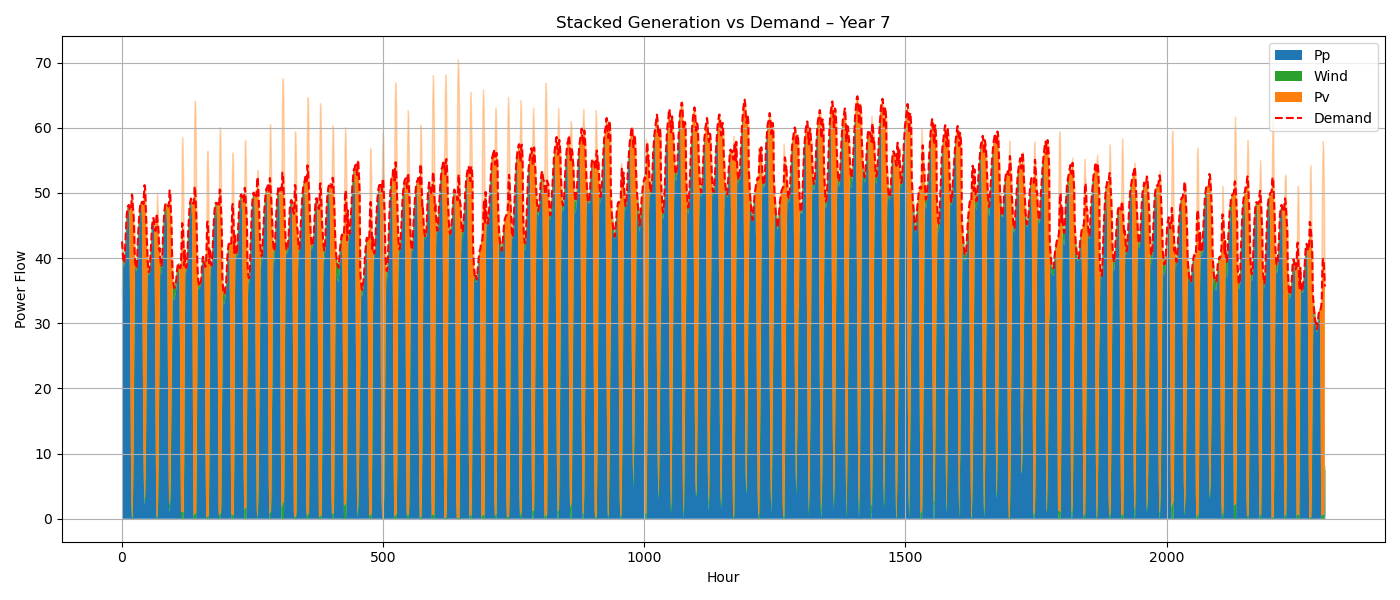 Stacked Generation vs Demand – Year 7
Power Flow
70
60
50
40
30
20
10
0
0 500 1000 1500 2000
Hour
Pp
Wind
Pv
Demand